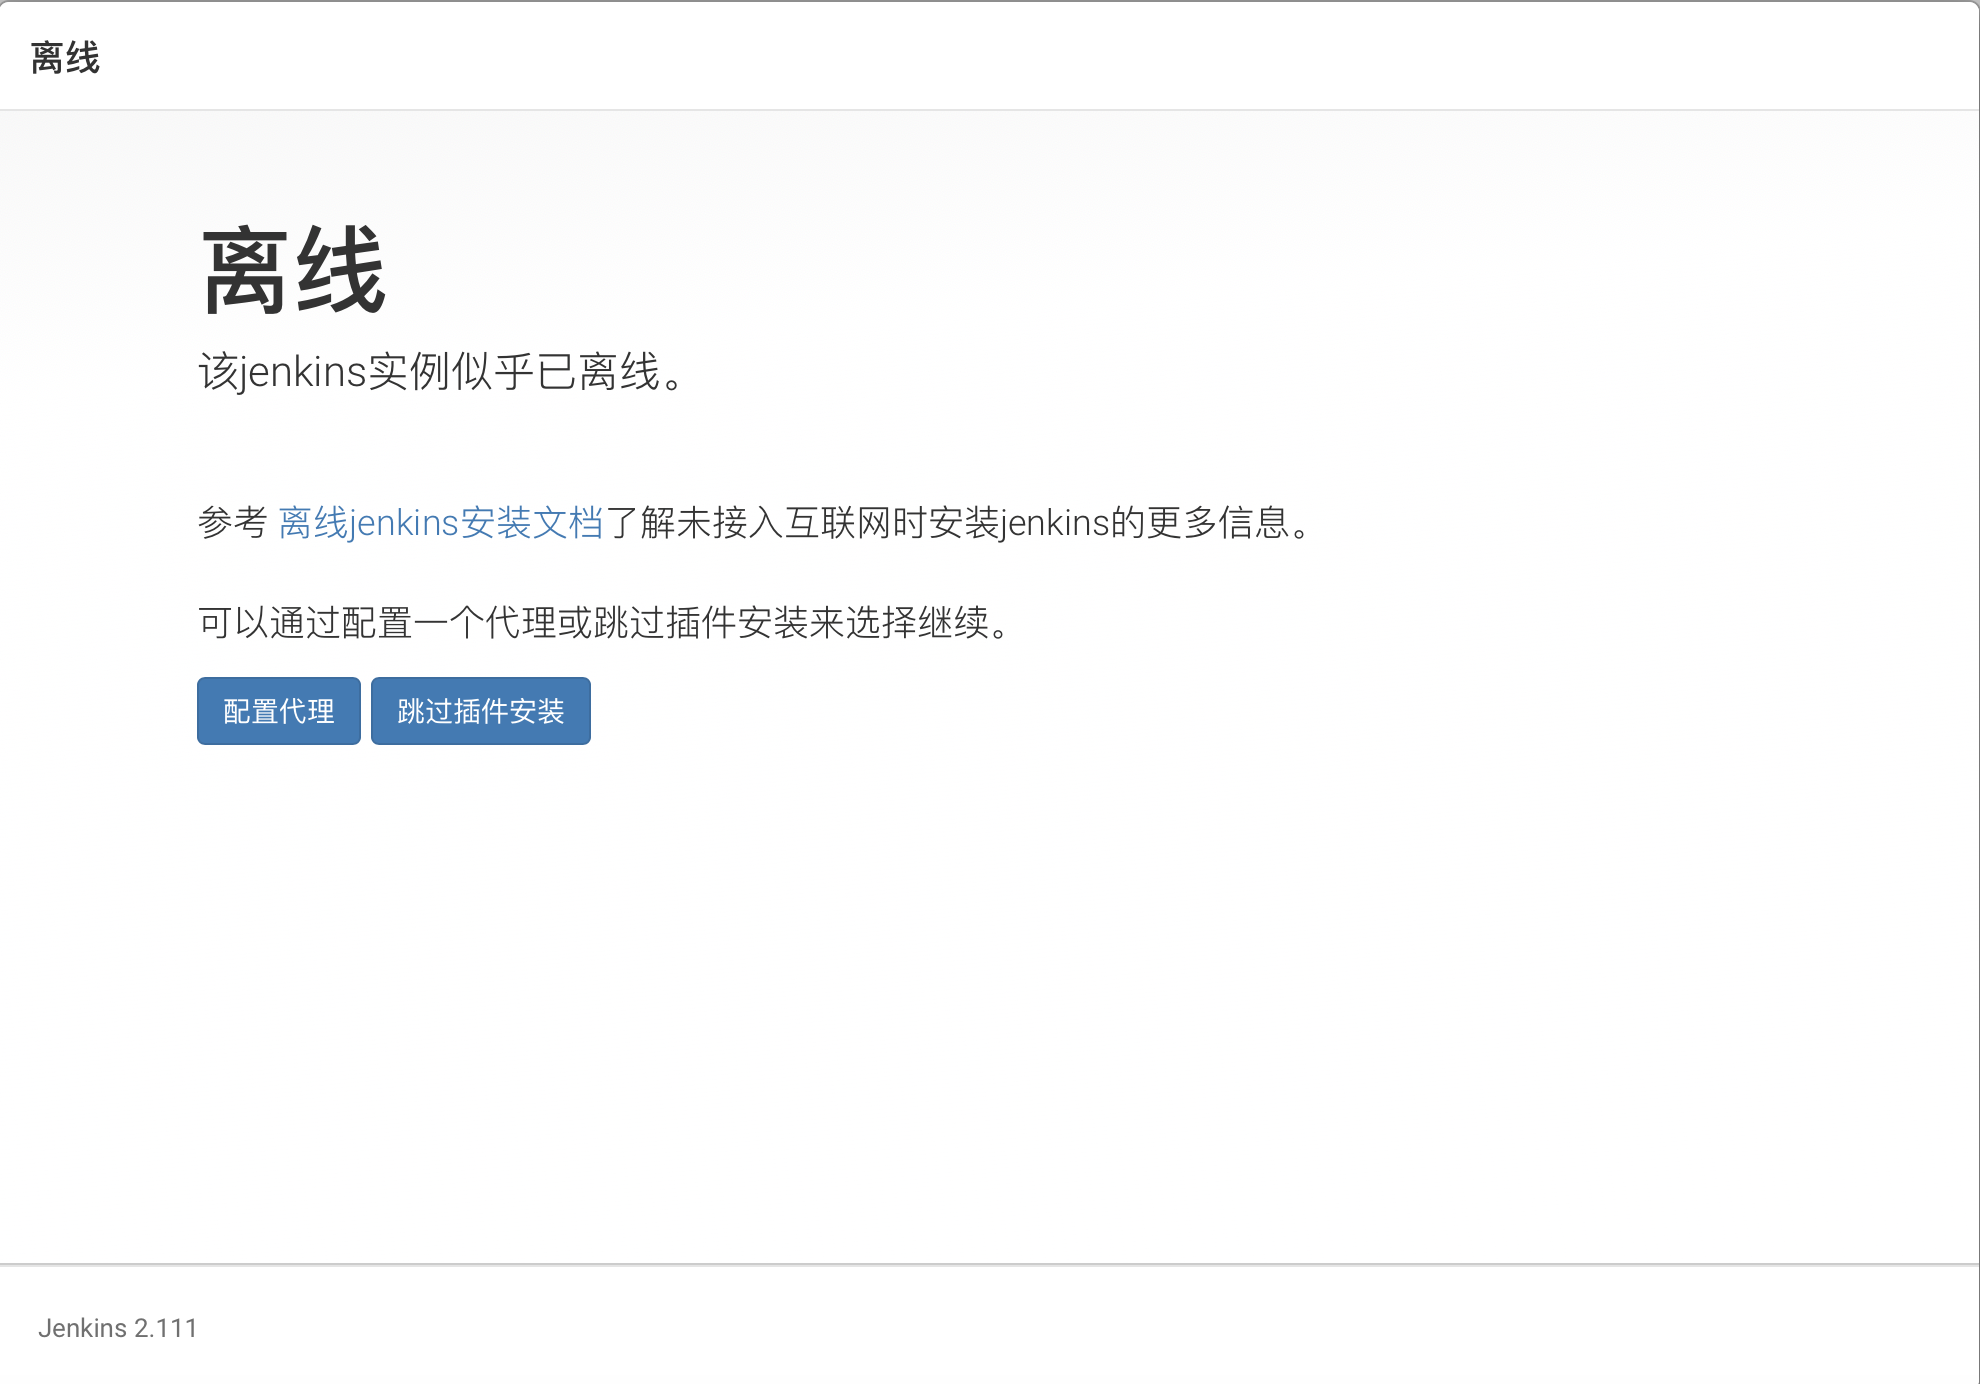 离线
离线
该jenkins实例似乎已离线。
参考 离线jenkins安装文档了解未接入互联网时安装jenkins的更多信息。
可以通过配置一个代理或跳过插件安装来选择继续。
配置代理 跳过插件安装
Jenkins 2.111